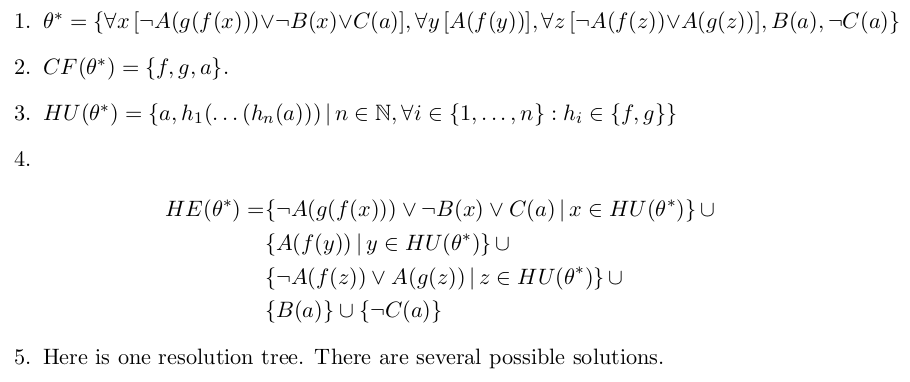 1. θ* = {∀x [¬A(g(f(x)))∨¬B(x)∨C(a)], ∀y [A(f(y))], ∀z [¬A(f(z))∨A(g(z))], B(a), ¬C(a)}
2. CF(θ*) = {f, g, a}.
3. HU(θ*) = {a, h₁(. . . (hₙ(a))) | n ∈ ℕ, ∀i ∈ {1, . . . , n} : hᵢ ∈ {f, g}}
4.
HE(θ*) ={¬A(g(f(x))) ∨ ¬B(x) ∨ C(a) | x ∈ HU(θ*)} ∪
{A(f(y)) | y ∈ HU(θ*)} ∪
{¬A(f(z)) ∨ A(g(z)) | z ∈ HU(θ*)} ∪
{B(a)} ∪ {¬C(a)}
5. Here is one resolution tree. There are several possible solutions.